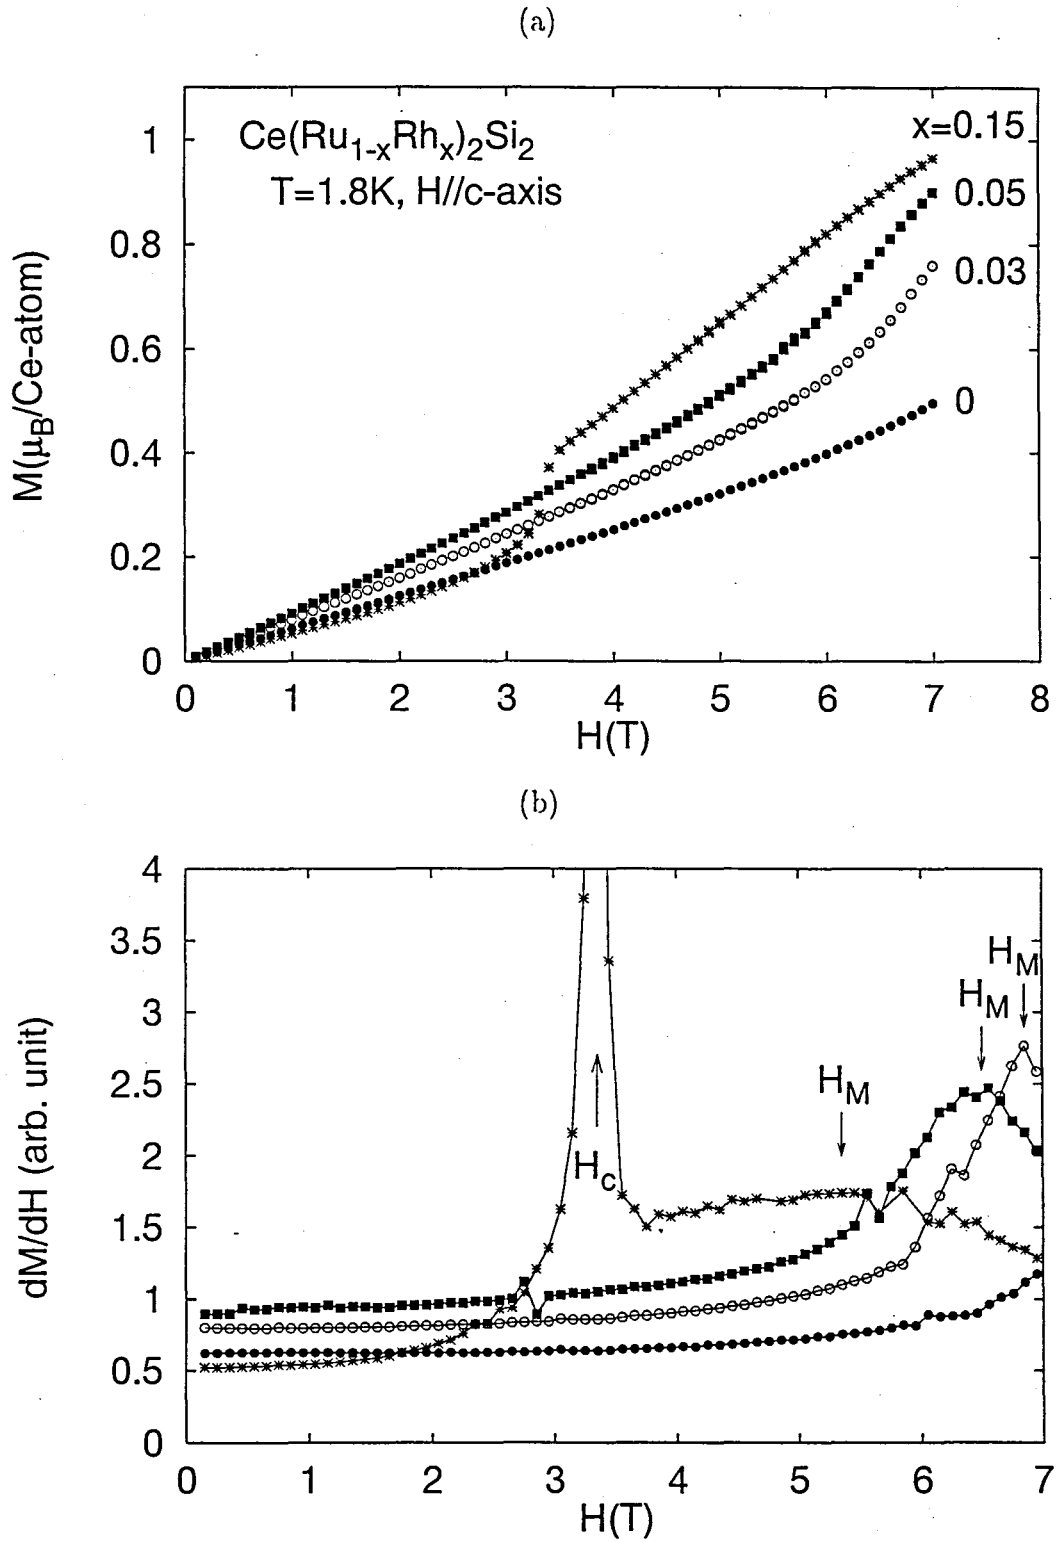 (a)
Ce(Ru1-xRhx)2Si2
T=1.8K, H//c-axis
x=0.15
0.05
0.03
0
M(μB/Ce-atom)
1
0.8
0.6
0.4
0.2
0
0 1 2 3 4 5 6 7 8
H(T)
(b)
dM/dH (arb. unit)
4
3.5
3
2.5
2
1.5
1
0.5
0
HM
HM
HM
Hc
0 1 2 3 4 5 6 7
H(T)